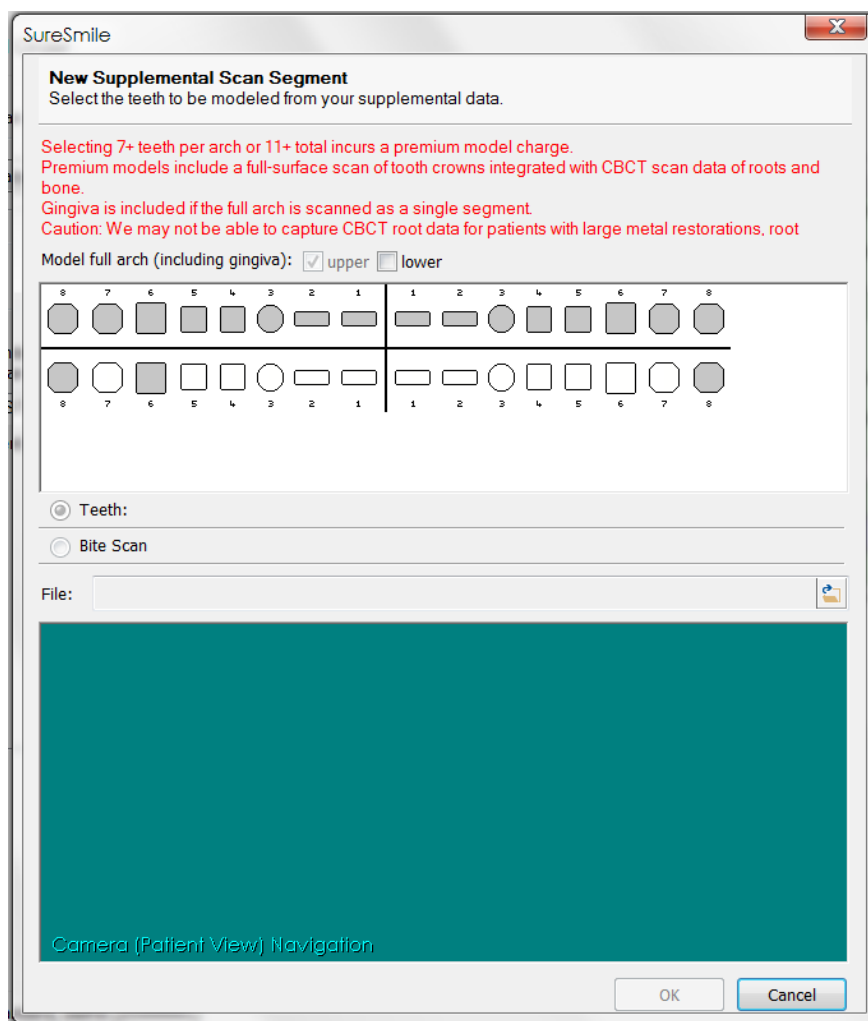 SureSmile
New Supplemental Scan Segment
Select the teeth to be modeled from your supplemental data.
Selecting 7+ teeth per arch or 11+ total incurs a premium model charge.
Premium models include a full-surface scan of tooth crowns integrated with CBCT scan data of roots and
bone.
Gingiva is included if the full arch is scanned as a single segment.
Caution: We may not be able to capture CBCT root data for patients with large metal restorations, root
Model full arch (including gingiva): upper lower
8 7 6 5 4 3 2 1 1 2 3 4 5 6 7 8
8 7 6 5 4 3 2 1 1 2 3 4 5 6 7 8
Teeth:
Bite Scan
File:
Camera (Patient View) Navigation
OK Cancel